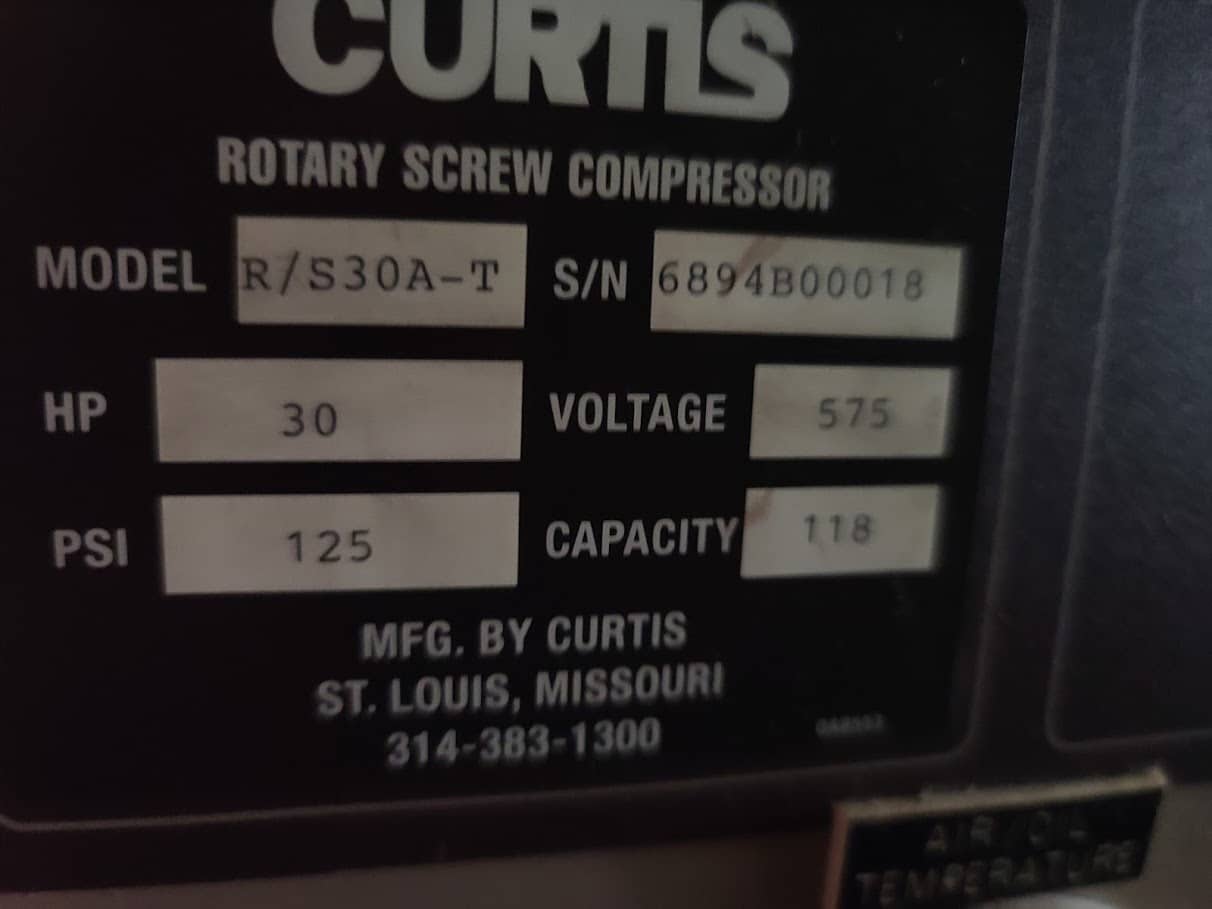 CURTIS
ROTARY SCREW COMPRESSOR
MODEL R/S30A-T S/N 6894B00018
HP 30 VOLTAGE 575
PSI 125 CAPACITY 118
MFG. BY CURTIS
ST. LOUIS, MISSOURI
314-383-1300
AIR/OIL
TEMPERATURE